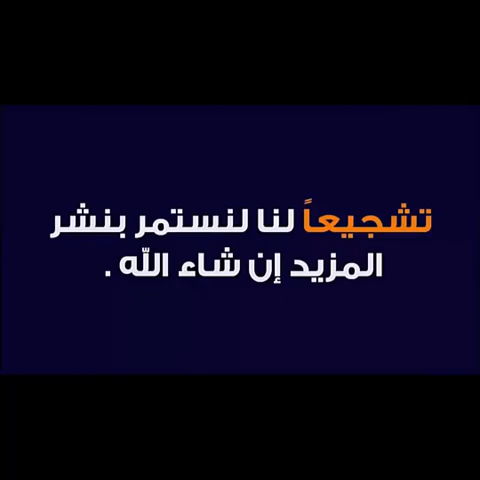 تشجيعاً لنا لنستمر بنشر
المزيد إن شاء الله .